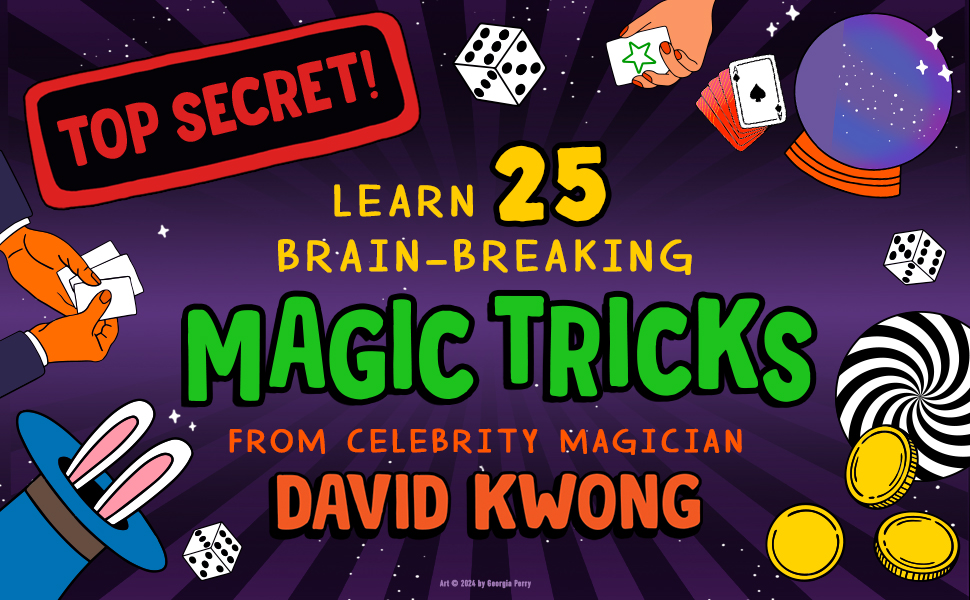 TOP SECRET!
LEARN 25
BRAIN-BREAKING
MAGIC TRICKS
FROM CELEBRITY MAGICIAN
DAVID KWONG
Art © 2024 by Georgia Perry